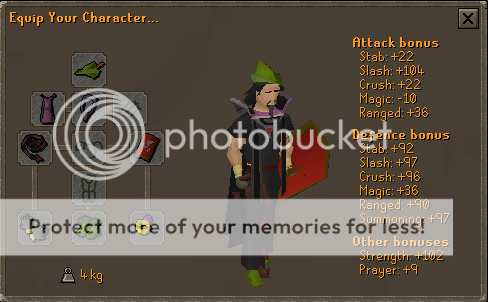 Equip Your Character...
Attack bonus
Stab: +22
Slash: +104
Crush: +22
Magic: -10
Ranged: +36
photobucket
Defence bonus
Stab: +92
Slash: +97
Crush: +96
Magic: +36
Ranged: +90
Summoning: +97
Protect more of your memories for less!
Other bonuses
Strength: +102
Prayer: +9
4 kg